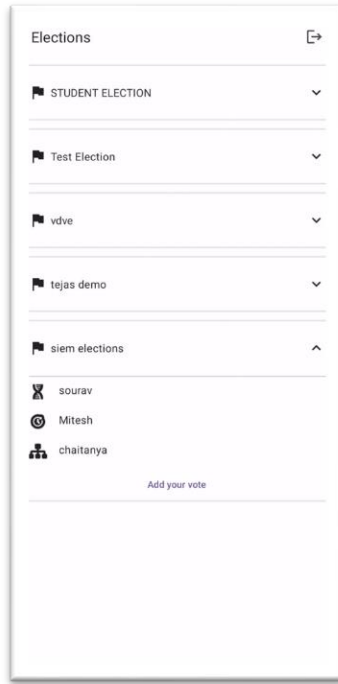 Elections
STUDENT ELECTION
Test Election
vdve
tejas demo
siem elections
sourav
Mitesh
chaitanya
Add your vote